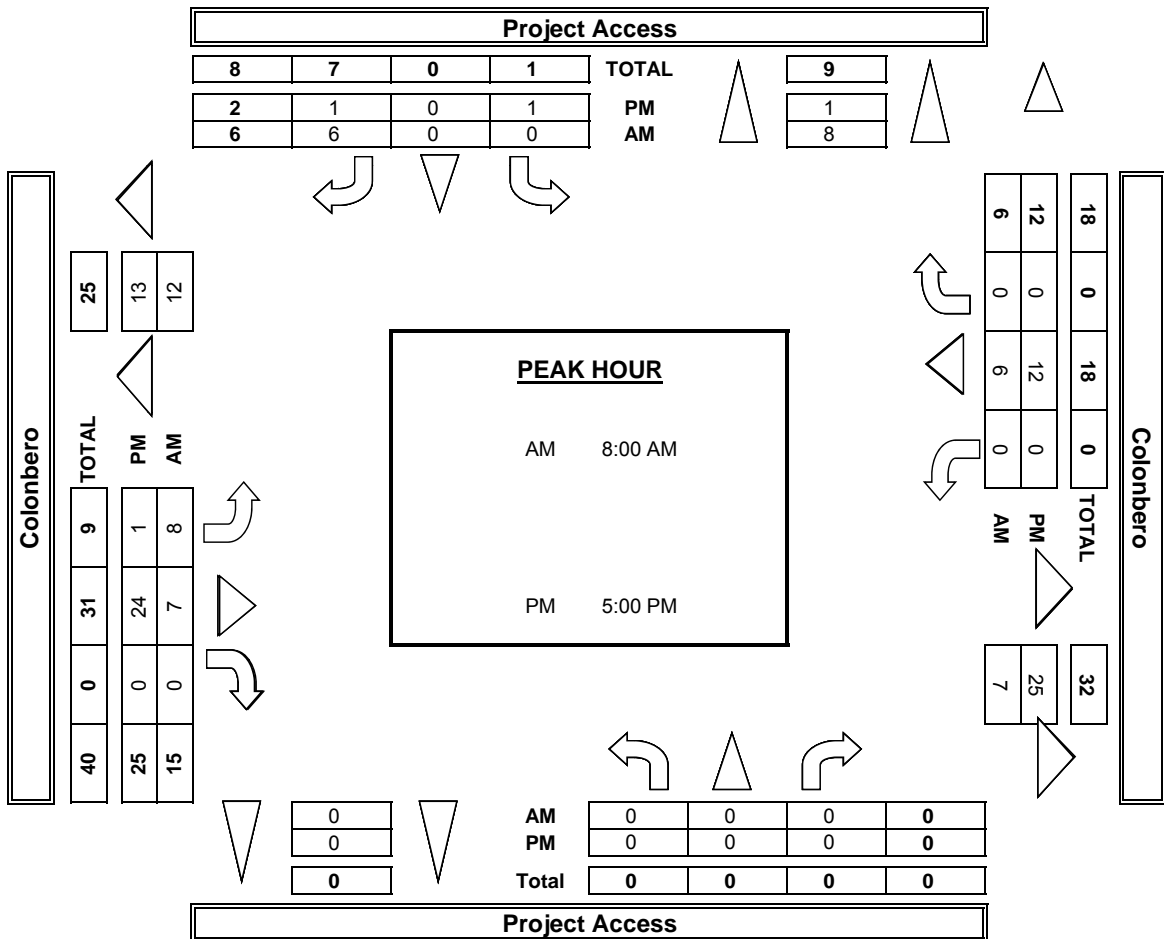 Project Access
8 7 0 1 TOTAL 9
2 1 0 1 PM 1
6 6 0 0 AM 8
Colonbero
25
13
12
TOTAL 9 31 0 40
PM 1 24 0 25
AM 8 7 0 15
PEAK HOUR
AM 8:00 AM
PM 5:00 PM
18 0 18 0 TOTAL
12 0 12 0 PM
6 0 6 0 AM
32
25
7
Colonbero
0 AM 0 0 0 0
0 PM 0 0 0 0
0 Total 0 0 0 0
Project Access